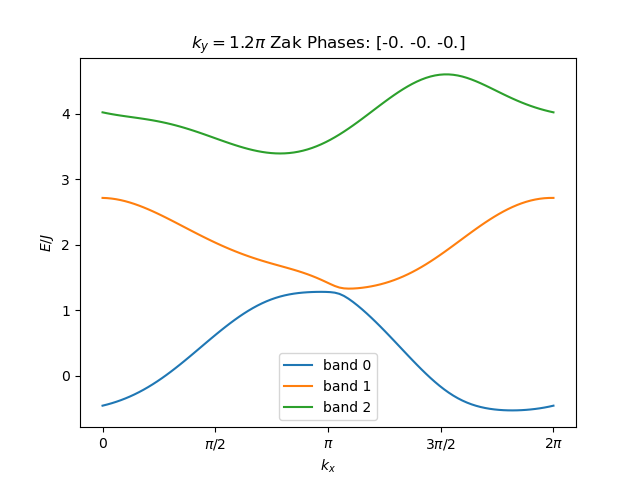 $k_y = 1.2\pi$ Zak Phases: [-0. -0. -0.]
E/J
4
3
2
1
0
band 0
band 1
band 2
0
π/2
π
3π/2
2π
$k_x$